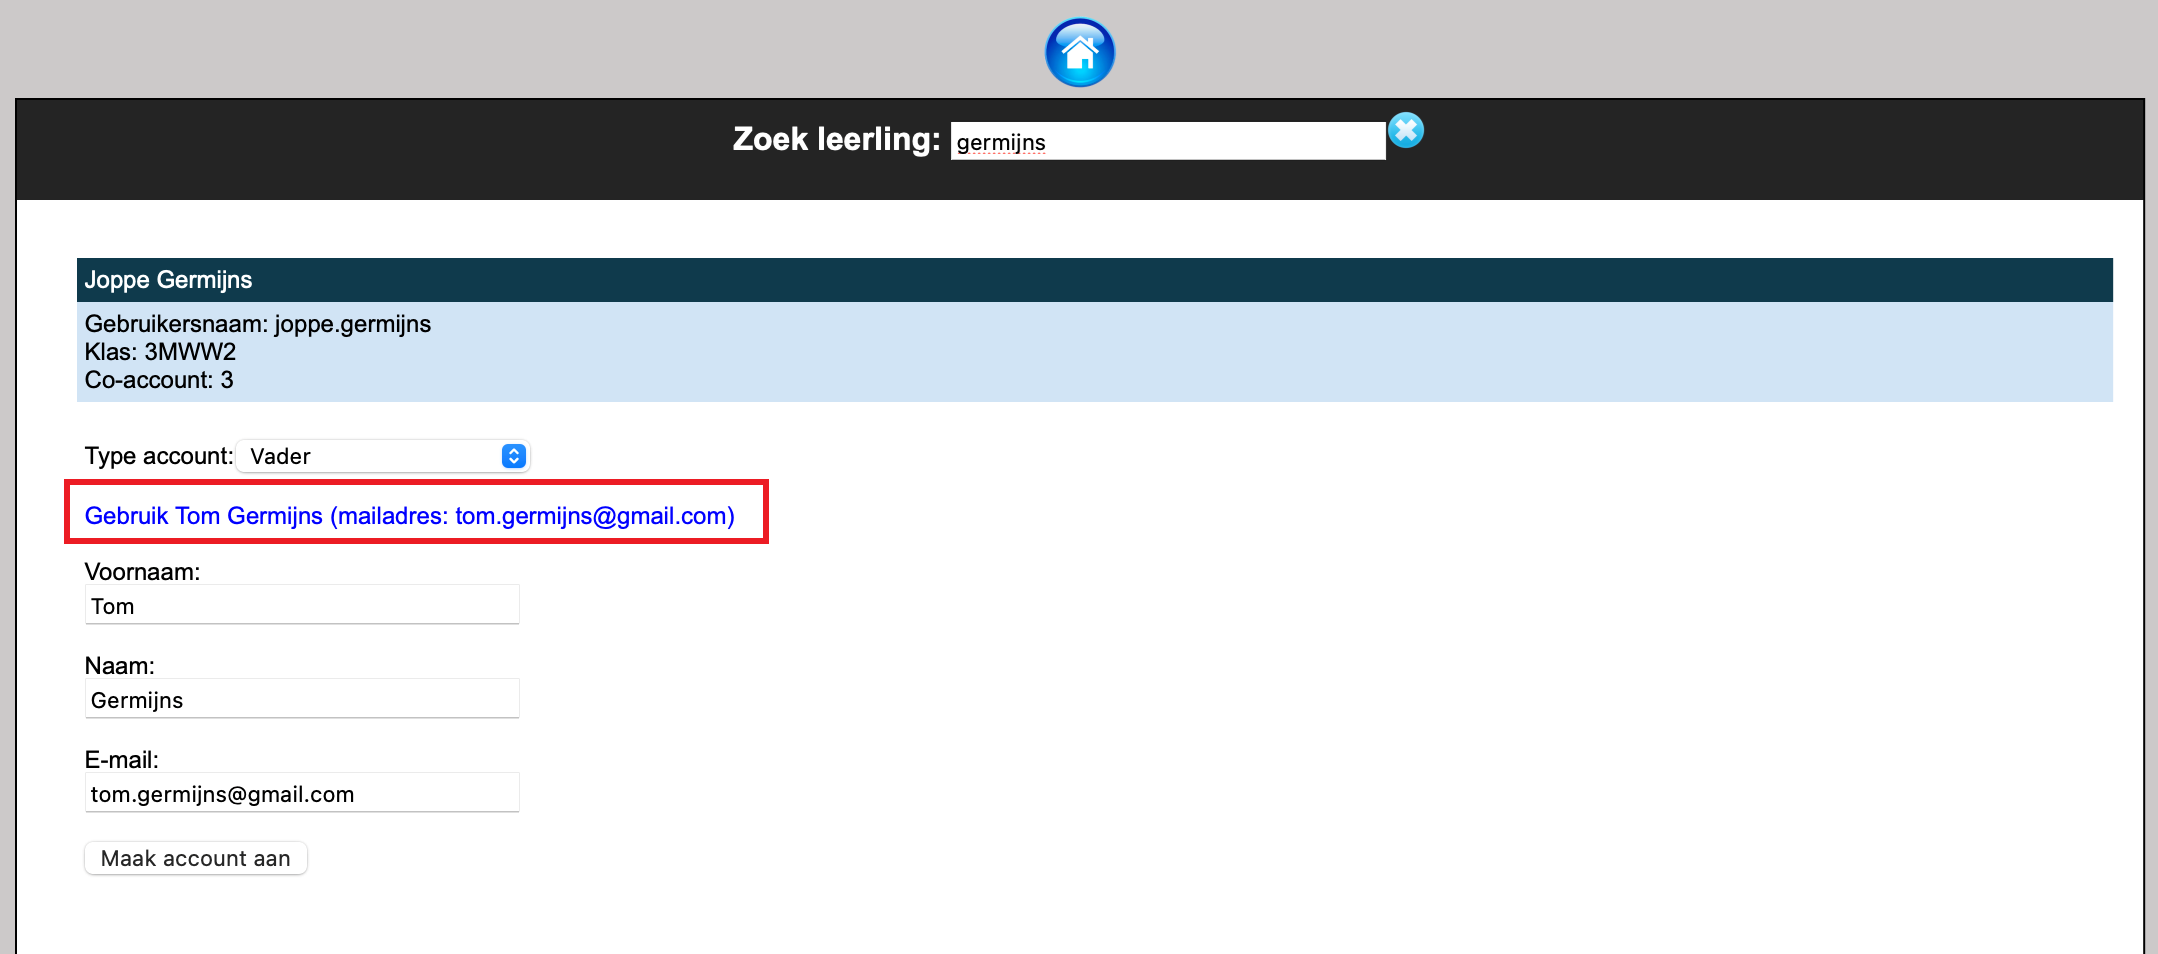 Zoek leerling: germijns
Joppe Germijns
Gebruikersnaam: joppe.germijns
Klas: 3MWW2
Co-account: 3
Type account: Vader
Gebruik Tom Germijns (mailadres: tom.germijns@gmail.com)
Voornaam:
Tom
Naam:
Germijns
E-mail:
tom.germijns@gmail.com
Maak account aan